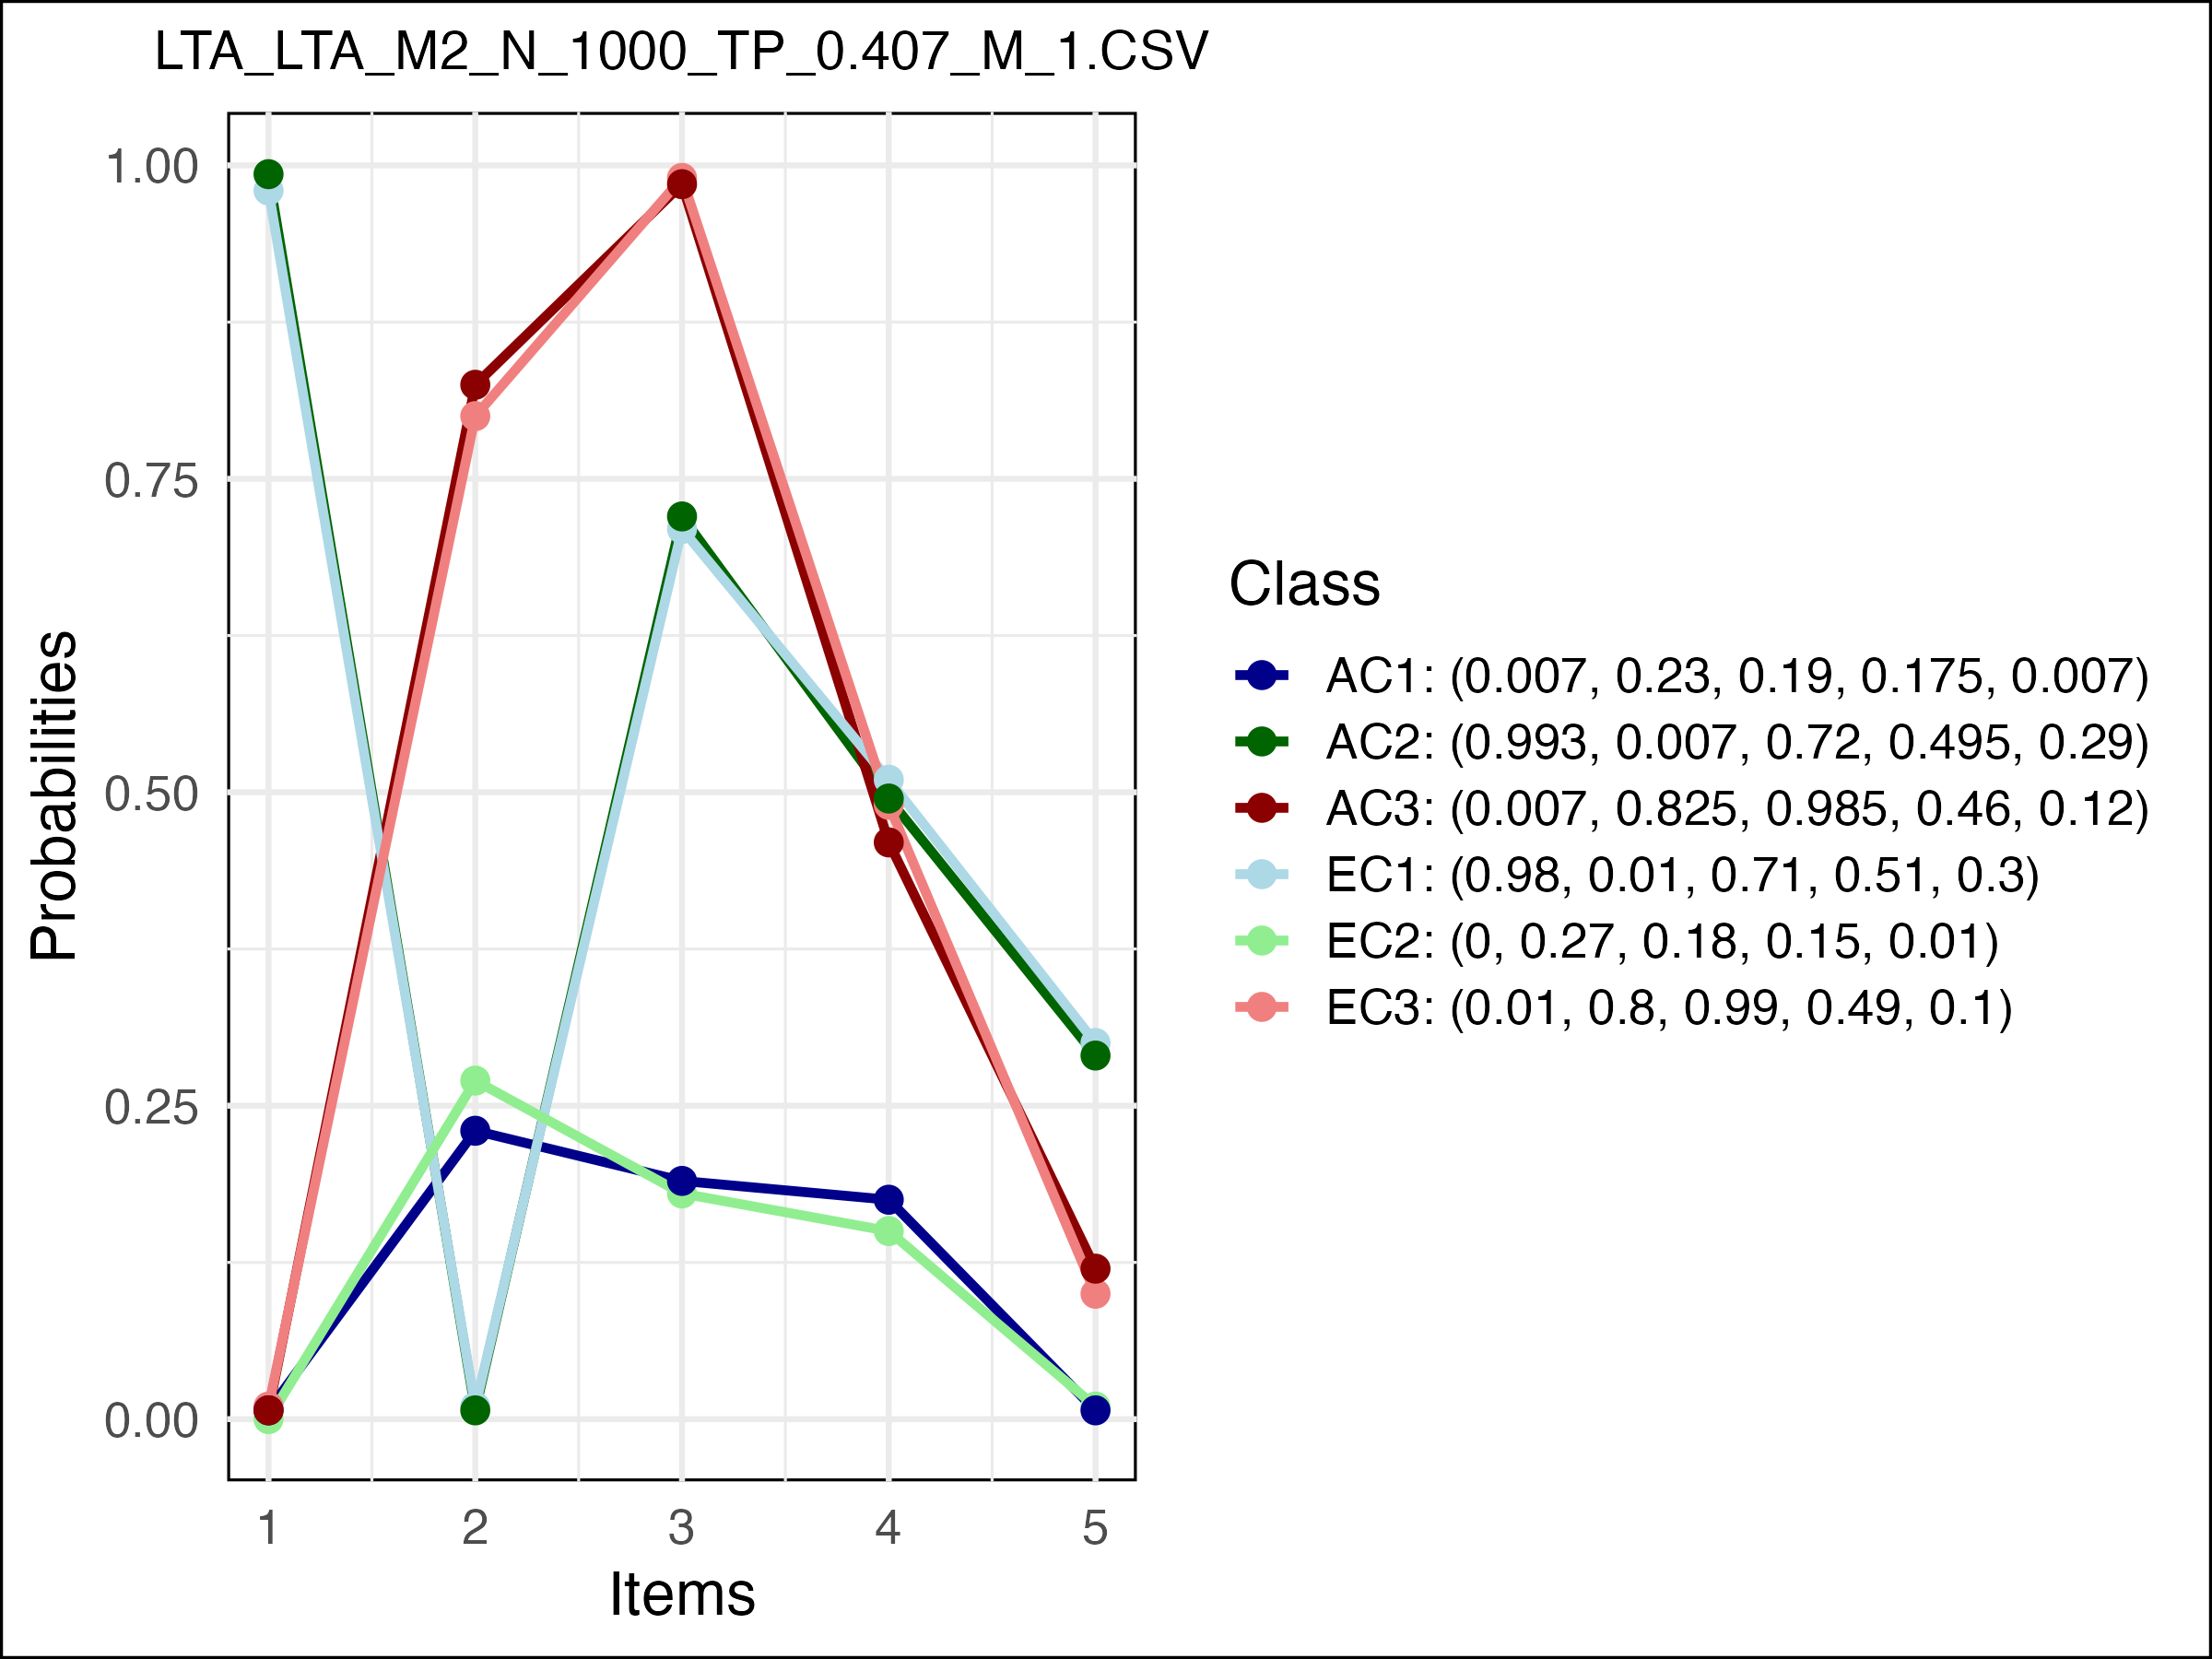 LTA_LTA_M2_N_1000_TP_0.407_M_1.CSV
Probabilities
1.00
0.75
0.50
0.25
0.00
1 2 3 4 5
Items
Class
AC1: (0.007, 0.23, 0.19, 0.175, 0.007)
AC2: (0.993, 0.007, 0.72, 0.495, 0.29)
AC3: (0.007, 0.825, 0.985, 0.46, 0.12)
EC1: (0.98, 0.01, 0.71, 0.51, 0.3)
EC2: (0, 0.27, 0.18, 0.15, 0.01)
EC3: (0.01, 0.8, 0.99, 0.49, 0.1)